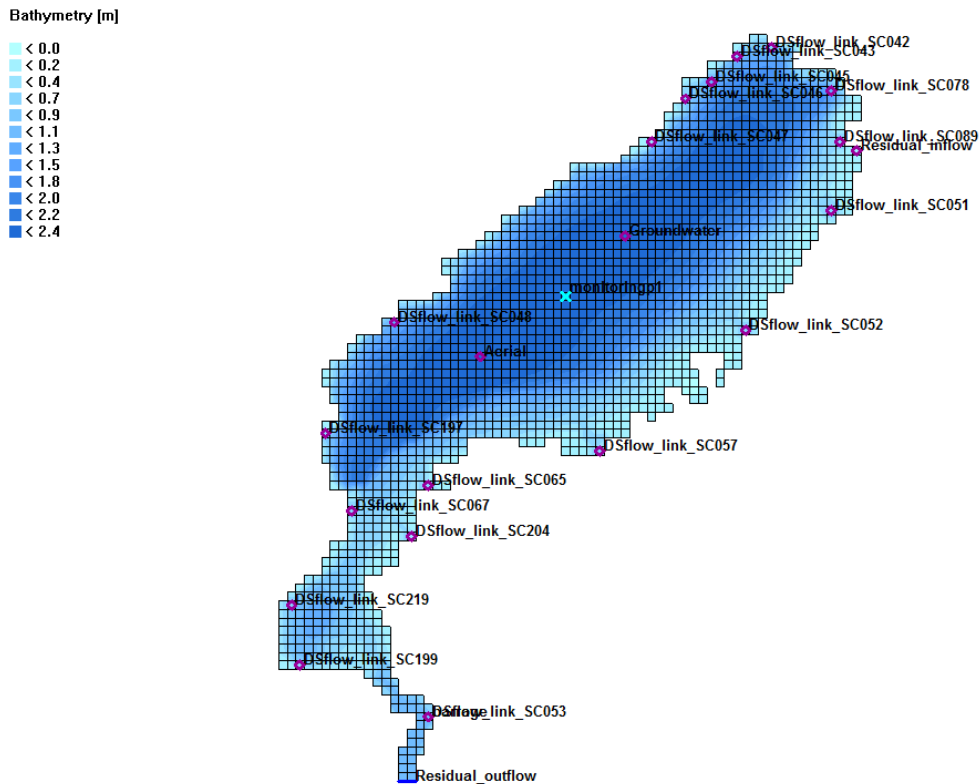 Bathymetry [m]
< 0.0
< 0.2
< 0.4
< 0.7
< 0.9
< 1.1
< 1.3
< 1.5
< 1.8
< 2.0
< 2.2
< 2.4
DSflow_link_SC042
DSflow_link_SC043
DSflow_link_SC045
DSflow_link_SC078
DSflow_link_SC046
DSflow_link_SC047
DSflow_link_SC089
Residual_inflow
DSflow_link_SC051
Groundwater
monitoringp1
DSflow_link_SC048
DSflow_link_SC052
Aerial
DSflow_link_SC197
DSflow_link_SC057
DSflow_link_SC065
DSflow_link_SC067
DSflow_link_SC204
DSflow_link_SC219
DSflow_link_SC199
DSflow_link_SC053
Residual_outflow